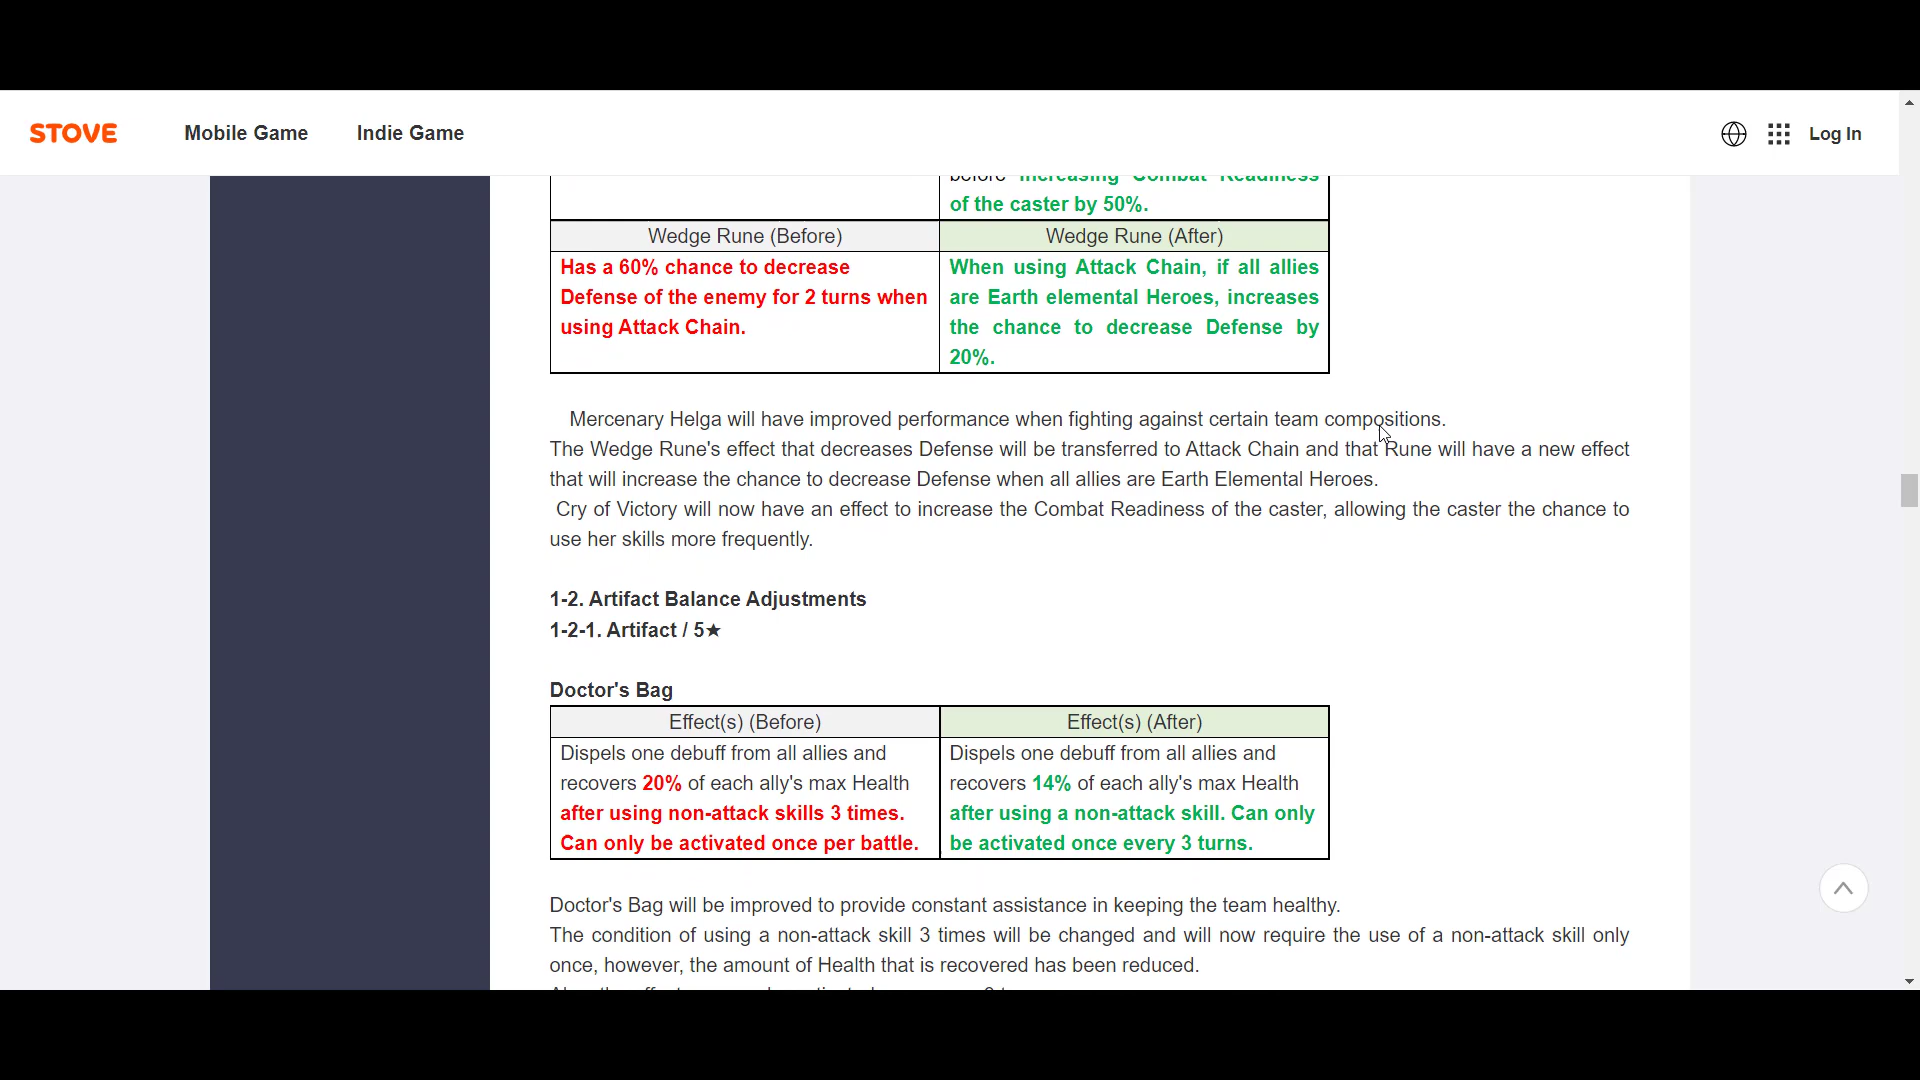 STOVE
Mobile Game
Indie Game
Log In
before increasing Combat Readiness
of the caster by 50%.
Wedge Rune (Before)
Wedge Rune (After)
Has a 60% chance to decrease
Defense of the enemy for 2 turns when
using Attack Chain.
When using Attack Chain, if all allies
are Earth elemental Heroes, increases
the chance to decrease Defense by
20%.
Mercenary Helga will have improved performance when fighting against certain team compositions.
The Wedge Rune's effect that decreases Defense will be transferred to Attack Chain and that Rune will have a new effect
that will increase the chance to decrease Defense when all allies are Earth Elemental Heroes.
Cry of Victory will now have an effect to increase the Combat Readiness of the caster, allowing the caster the chance to
use her skills more frequently.
1-2. Artifact Balance Adjustments
1-2-1. Artifact / 5★
Doctor's Bag
Effect(s) (Before)
Effect(s) (After)
Dispels one debuff from all allies and
recovers 20% of each ally's max Health
after using non-attack skills 3 times.
Can only be activated once per battle.
Dispels one debuff from all allies and
recovers 14% of each ally's max Health
after using a non-attack skill. Can only
be activated once every 3 turns.
Doctor's Bag will be improved to provide constant assistance in keeping the team healthy.
The condition of using a non-attack skill 3 times will be changed and will now require the use of a non-attack skill only
once, however, the amount of Health that is recovered has been reduced.